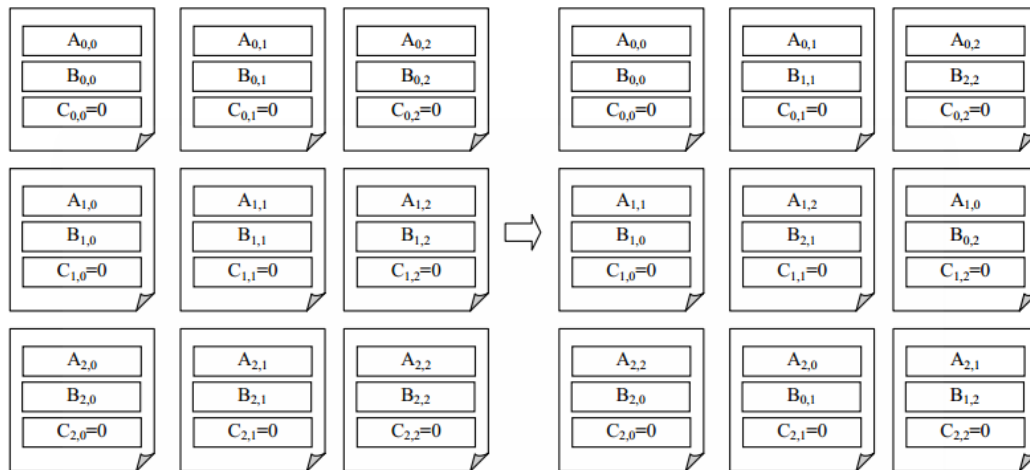 A0,0 A0,1 A0,2 A0,0 A0,1 A0,2
B0,0 B0,1 B0,2 B0,0 B1,1 B2,2
C0,0=0 C0,1=0 C0,2=0 C0,0=0 C0,1=0 C0,2=0
A1,0 A1,1 A1,2 A1,1 A1,2 A1,0
B1,0 B1,1 B1,2 B1,0 B2,1 B0,2
C1,0=0 C1,1=0 C1,2=0 C1,0=0 C1,1=0 C1,2=0
A2,0 A2,1 A2,2 A2,2 A2,0 A2,1
B2,0 B2,1 B2,2 B2,0 B0,1 B1,2
C2,0=0 C2,1=0 C2,2=0 C2,0=0 C2,1=0 C2,2=0